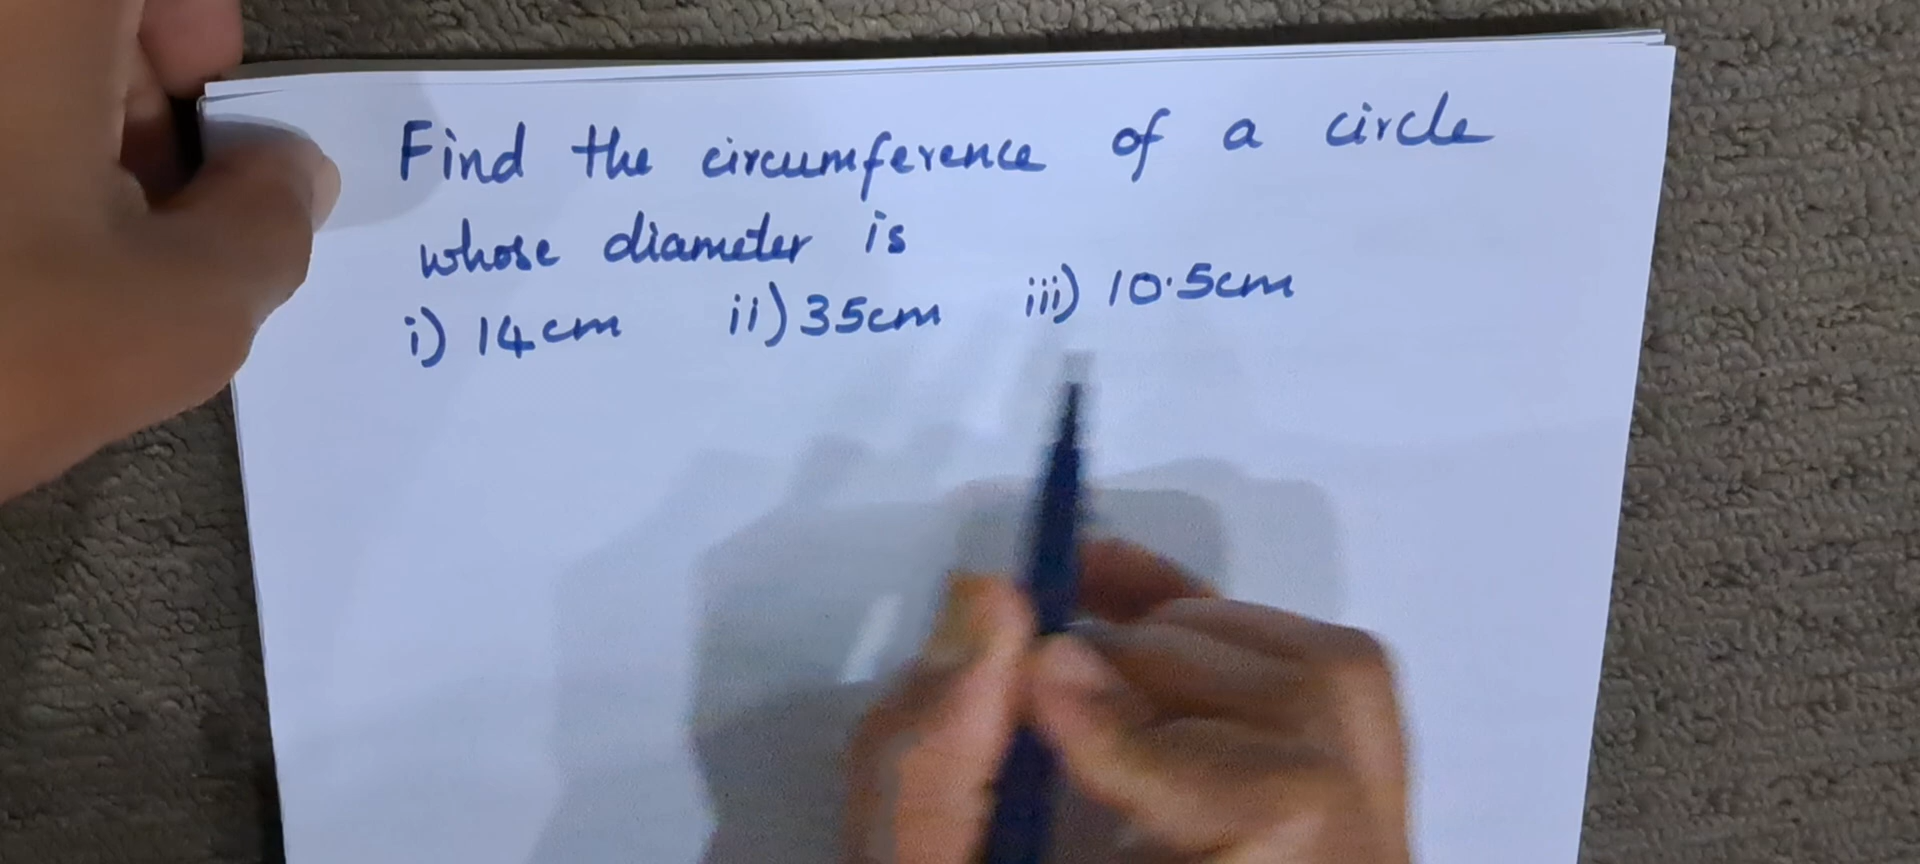 Find the circumference of a circle
whose diameter is
i) 14cm ii) 35cm iii) 10.5cm